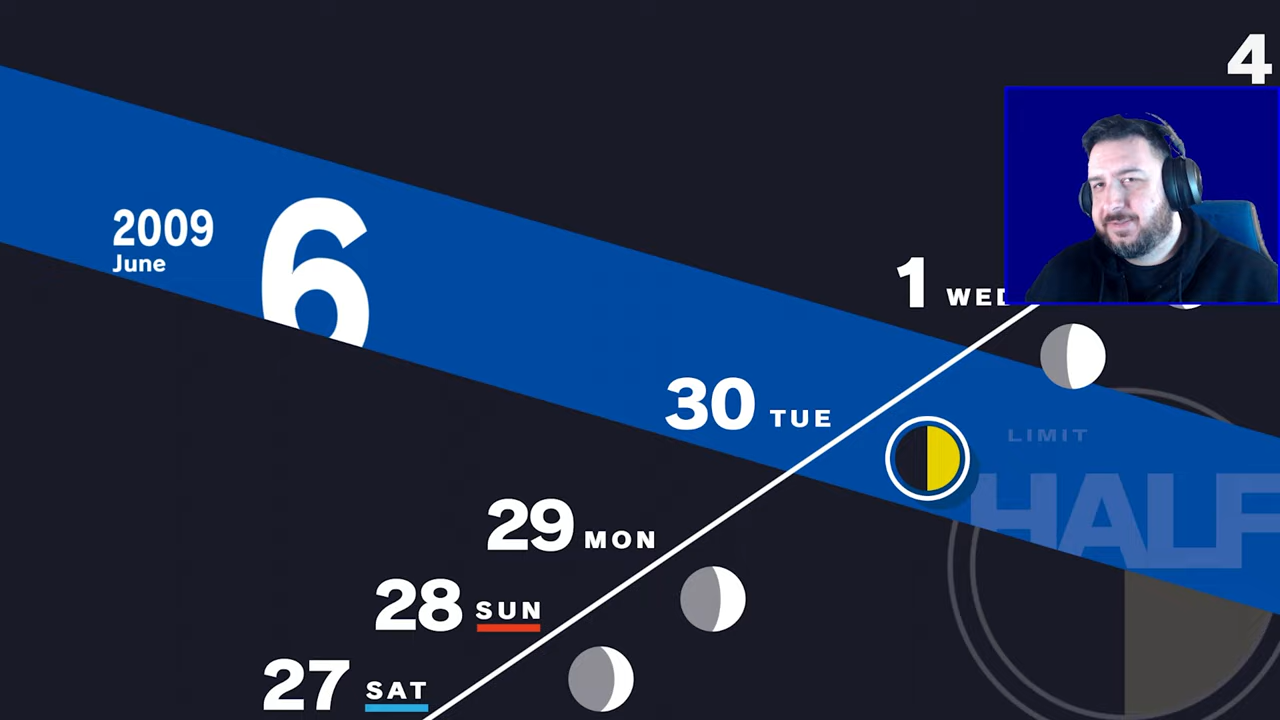 4
2009
June
6
1 WED
30 TUE
LIMIT
HALF
29 MON
28 SUN
27 SAT